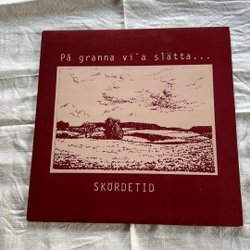 På granna vi´a slätta...
SKÖRDETID